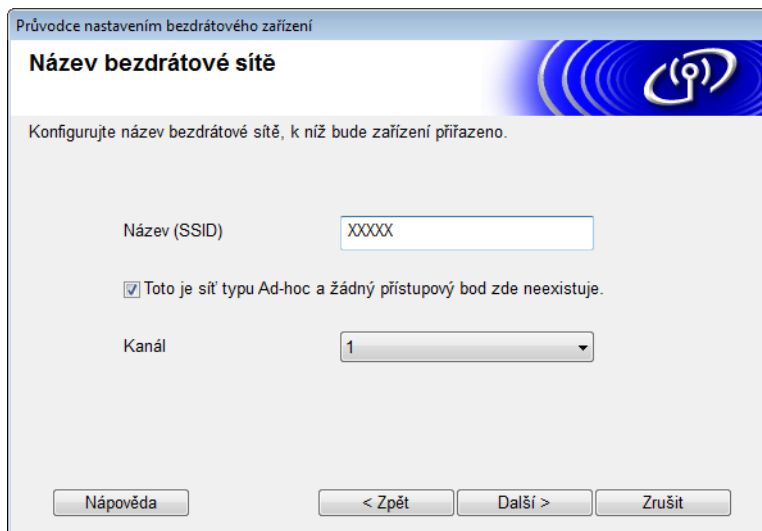 Průvodce nastavením bezdrátového zařízení
Název bezdrátové sítě
Konfigurujte název bezdrátové sítě, k níž bude zařízení přiřazeno.
Název (SSID)
XXXXX
Toto je síť typu Ad-hoc a žádný přístupový bod zde neexistuje.
Kanál
1
Nápověda
< Zpět
Další >
Zrušit